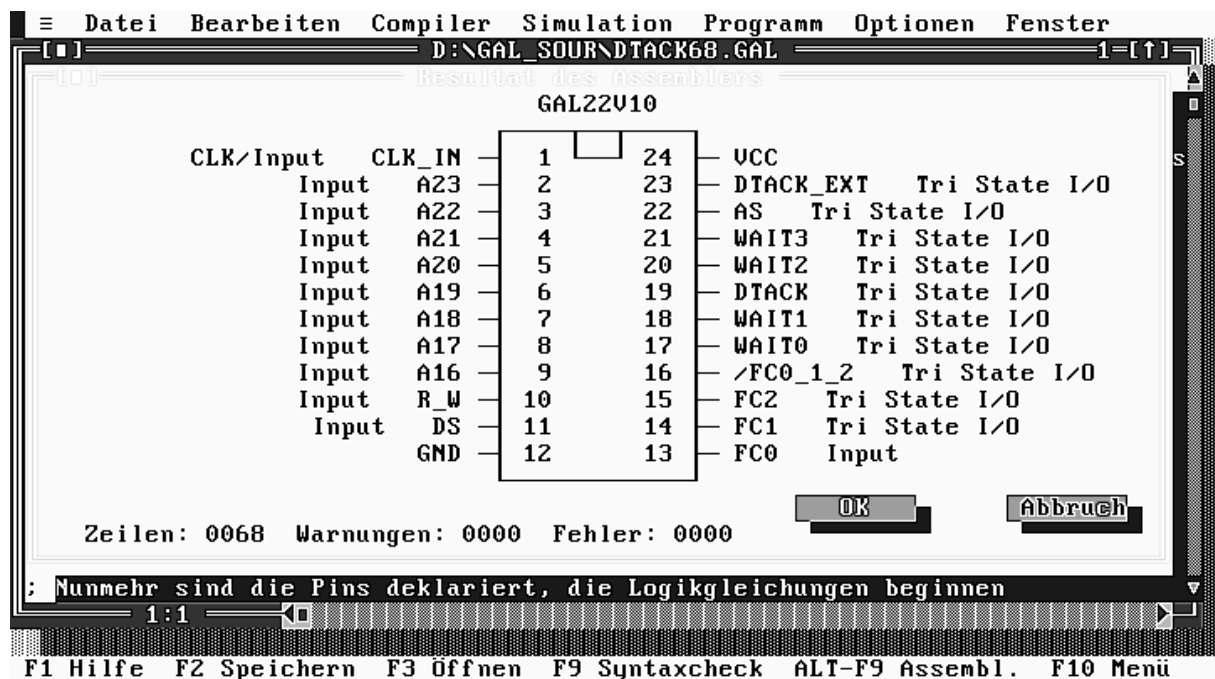 ≡ Datei Bearbeiten Compiler Simulation Programm Optionen Fenster
[■] D:\GAL_SOUR\DTACK68.GAL 1=[↑]
[□] Resultat des Assemblers
GAL22V10
CLK/Input CLK_IN 1 24 VCC
Input A23 2 23 DTACK_EXT Tri State I/O
Input A22 3 22 AS Tri State I/O
Input A21 4 21 WAIT3 Tri State I/O
Input A20 5 20 WAIT2 Tri State I/O
Input A19 6 19 DTACK Tri State I/O
Input A18 7 18 WAIT1 Tri State I/O
Input A17 8 17 WAIT0 Tri State I/O
Input A16 9 16 /FC0_1_2 Tri State I/O
Input R_W 10 15 FC2 Tri State I/O
Input DS 11 14 FC1 Tri State I/O
GND 12 13 FC0 Input
s
OK Abbruch
Zeilen: 0068 Warnungen: 0000 Fehler: 0000
; Nunmehr sind die Pins deklariert, die Logikgleichungen beginnen
1:1
F1 Hilfe F2 Speichern F3 Öffnen F9 Syntaxcheck ALT-F9 Assembl. F10 Menü